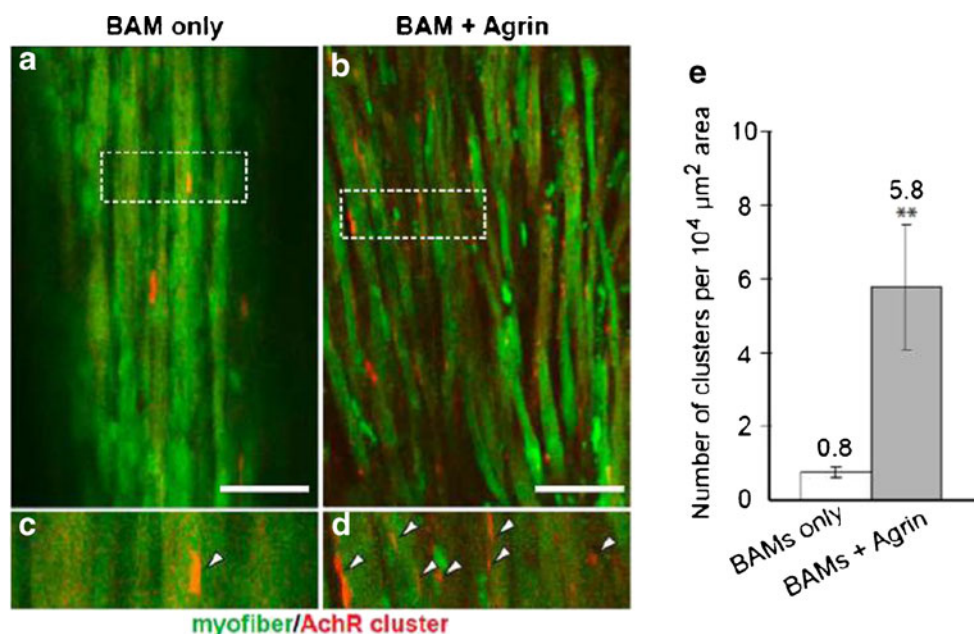 BAM only
BAM + Agrin
a
b
c
d
myofiber/AchR cluster
e
Number of clusters per 10⁴ µm² area
10
8
6
4
2
0
0.8
5.8
**
BAMs only
BAMs + Agrin